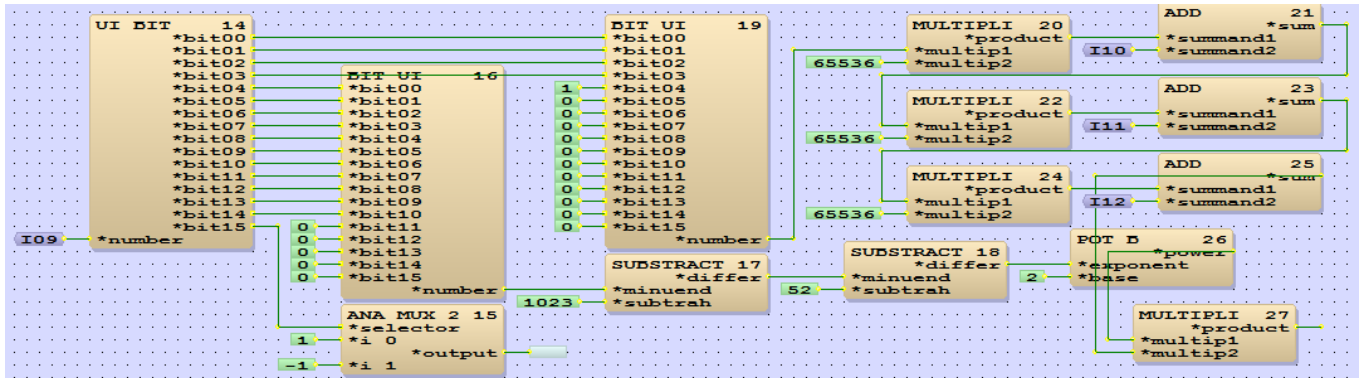 UI BIT 14
*bit00
*bit01
*bit02
*bit03
*bit04
*bit05
*bit06
*bit07
*bit08
*bit09
*bit10
*bit11
*bit12
*bit13
*bit14
*bit15
I09 *number
BIT UI 16
*bit00
*bit01
*bit02
*bit03
*bit04
*bit05
*bit06
*bit07
*bit08
*bit09
*bit10
0 *bit11
0 *bit12
0 *bit13
0 *bit14
0 *bit15
*number
ANA MUX 2 15
*selector
1 *i 0
*output
-1 *i 1
BIT UI 19
*bit00
*bit01
*bit02
*bit03
1 *bit04
0 *bit05
0 *bit06
0 *bit07
0 *bit08
0 *bit09
0 *bit10
0 *bit11
0 *bit12
0 *bit13
0 *bit14
0 *bit15
*number
SUBSTRACT 17
*differ
*minuend
1023 *subtrah
SUBSTRACT 18
*differ
*minuend
52 *subtrah
MULTIPLI 20
*product
*multip1
65536 *multip2
ADD 21
*sum
*summand1
I10 *summand2
MULTIPLI 22
*product
*multip1
65536 *multip2
ADD 23
*sum
*summand1
I11 *summand2
MULTIPLI 24
*product
*multip1
65536 *multip2
ADD 25
*sum
*summand1
I12 *summand2
POT B 26
*power
*exponent
2 *base
MULTIPLI 27
*product
*multip1
*multip2